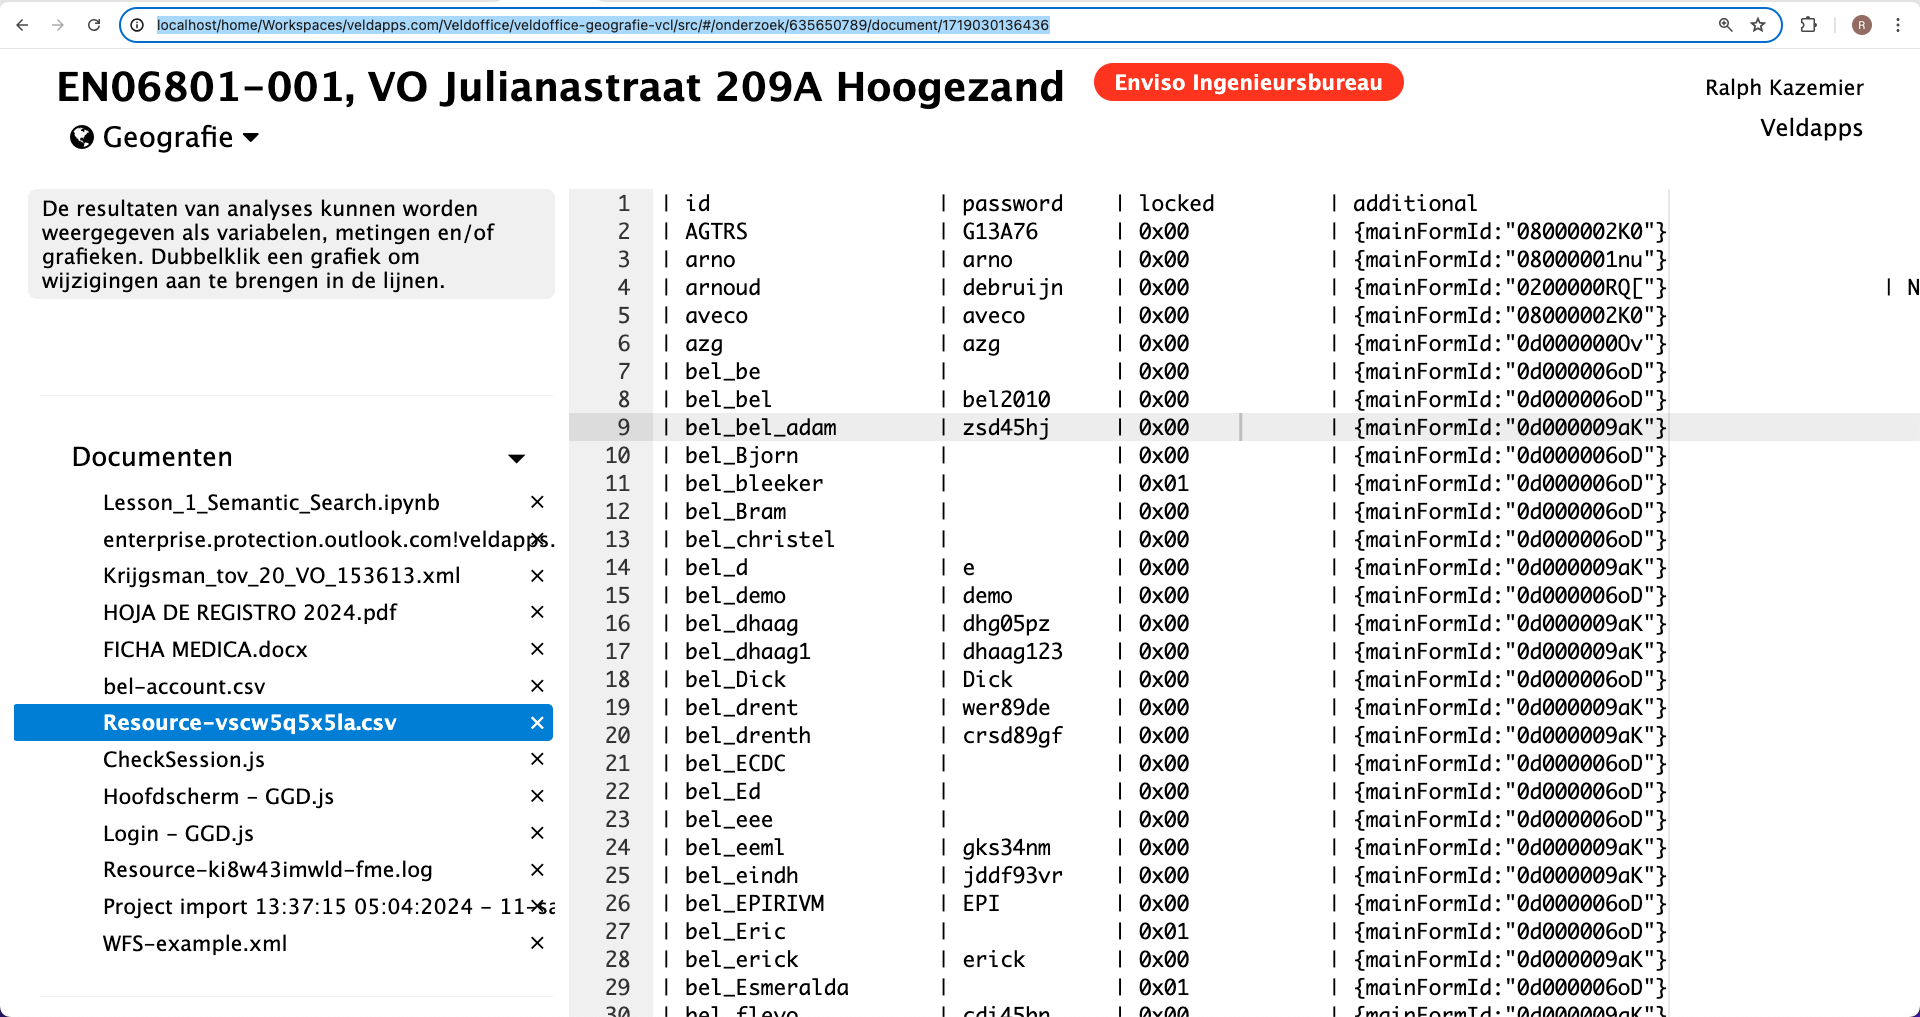 localhost/home/Workspaces/veldapps.com/Veldoffice/veldoffice-geografie-vcl/src/#/onderzoek/635650789/document/1719030136436
R
EN06801-001, VO Julianastraat 209A Hoogezand
Enviso Ingenieursbureau
Ralph Kazemier
Veldapps
Geografie
De resultaten van analyses kunnen worden
weergegeven als variabelen, metingen en/of
grafieken. Dubbelklik een grafiek om
wijzigingen aan te brengen in de lijnen.
Documenten
Lesson_1_Semantic_Search.ipynb
enterprise.protection.outlook.com!veldapps.
Krijgsman_tov_20_VO_153613.xml
HOJA DE REGISTRO 2024.pdf
FICHA MEDICA.docx
bel-account.csv
Resource-vscw5q5x5la.csv
CheckSession.js
Hoofdscherm - GGD.js
Login - GGD.js
Resource-ki8w43imwld-fme.log
Project import 13:37:15 05:04:2024 - 11-sa
WFS-example.xml
1 | id | password | locked | additional
2 | AGTRS | G13A76 | 0x00 | {mainFormId:"08000002K0"}
3 | arno | arno | 0x00 | {mainFormId:"08000001nu"}
4 | arnoud | debruijn | 0x00 | {mainFormId:"0200000RQ["} | N
5 | aveco | aveco | 0x00 | {mainFormId:"08000002K0"}
6 | azg | azg | 0x00 | {mainFormId:"0d000000Ov"}
7 | bel_be | | 0x00 | {mainFormId:"0d000006oD"}
8 | bel_bel | bel2010 | 0x00 | {mainFormId:"0d000006oD"}
9 | bel_bel_adam | zsd45hj | 0x00 | {mainFormId:"0d000009aK"}
10 | bel_Bjorn | | 0x00 | {mainFormId:"0d000006oD"}
11 | bel_bleeker | | 0x01 | {mainFormId:"0d000006oD"}
12 | bel_Bram | | 0x00 | {mainFormId:"0d000006oD"}
13 | bel_christel | | 0x00 | {mainFormId:"0d000006oD"}
14 | bel_d | e | 0x00 | {mainFormId:"0d000009aK"}
15 | bel_demo | demo | 0x00 | {mainFormId:"0d000006oD"}
16 | bel_dhaag | dhg05pz | 0x00 | {mainFormId:"0d000009aK"}
17 | bel_dhaag1 | dhaag123 | 0x00 | {mainFormId:"0d000009aK"}
18 | bel_Dick | Dick | 0x00 | {mainFormId:"0d000006oD"}
19 | bel_drent | wer89de | 0x00 | {mainFormId:"0d000009aK"}
20 | bel_drenth | crsd89gf | 0x00 | {mainFormId:"0d000009aK"}
21 | bel_ECDC | | 0x00 | {mainFormId:"0d000006oD"}
22 | bel_Ed | | 0x00 | {mainFormId:"0d000006oD"}
23 | bel_eee | | 0x00 | {mainFormId:"0d000006oD"}
24 | bel_eeml | gks34nm | 0x00 | {mainFormId:"0d000009aK"}
25 | bel_eindh | jddf93vr | 0x00 | {mainFormId:"0d000009aK"}
26 | bel_EPIRIVM | EPI | 0x00 | {mainFormId:"0d000006oD"}
27 | bel_Eric | | 0x01 | {mainFormId:"0d000006oD"}
28 | bel_erick | erick | 0x00 | {mainFormId:"0d000009aK"}
29 | bel_Esmeralda | | 0x01 | {mainFormId:"0d000006oD"}